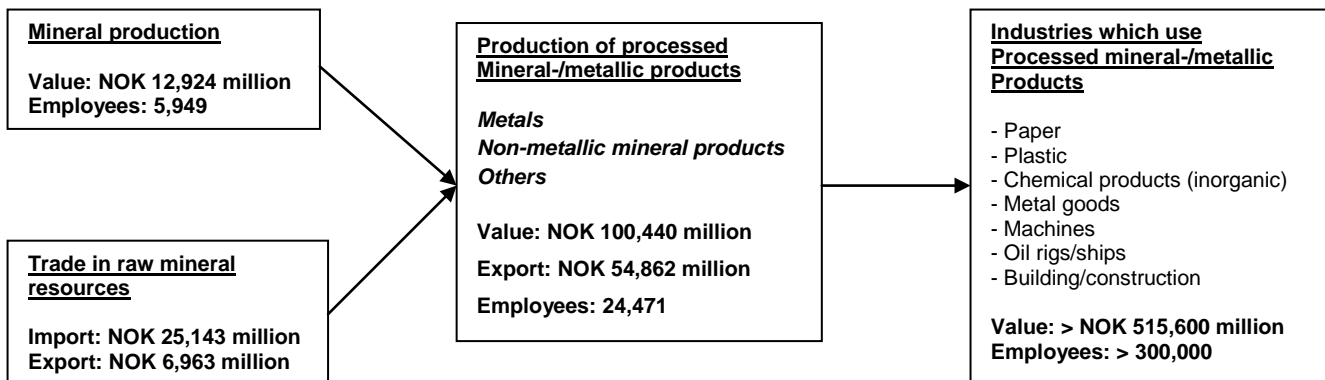 Mineral production
Value: NOK 12,924 million
Employees: 5,949
Trade in raw mineral
resources
Import: NOK 25,143 million
Export: NOK 6,963 million
Production of processed
Mineral-/metallic products
Metals
Non-metallic mineral products
Others
Value: NOK 100,440 million
Export: NOK 54,862 million
Employees: 24,471
Industries which use
Processed mineral-/metallic
Products
- Paper
- Plastic
- Chemical products (inorganic)
- Metal goods
- Machines
- Oil rigs/ships
- Building/construction
Value: > NOK 515,600 million
Employees: > 300,000